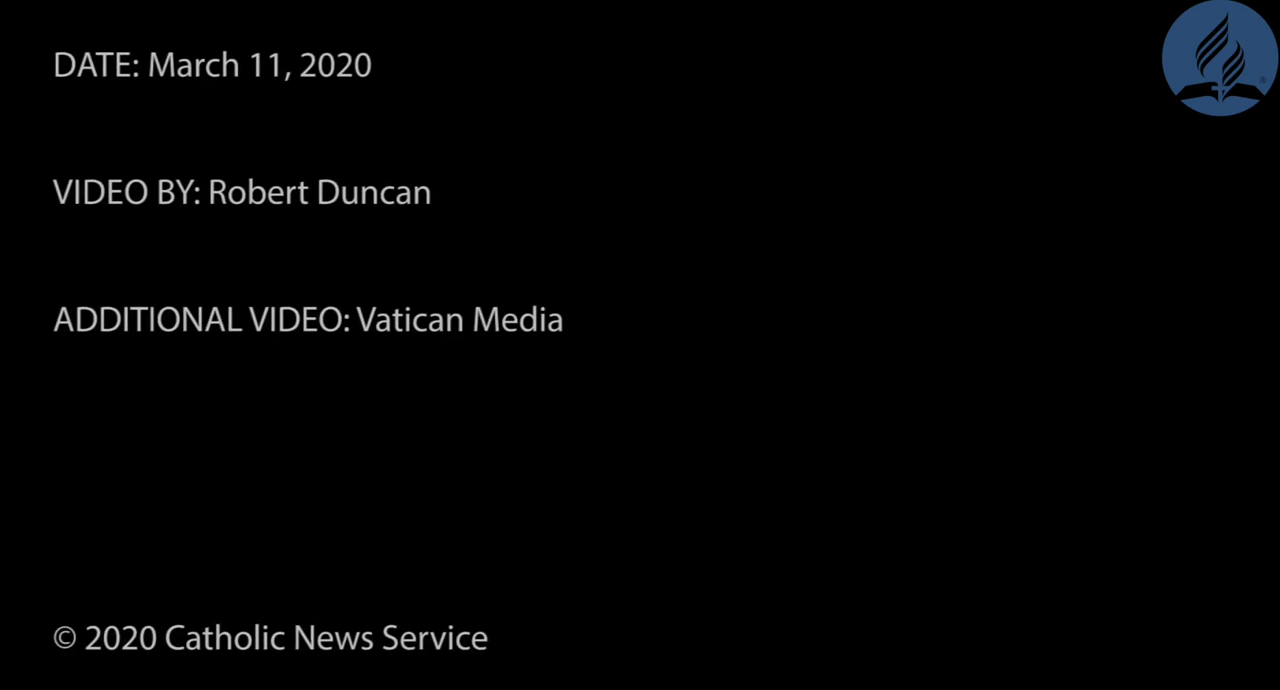 DATE: March 11, 2020
VIDEO BY: Robert Duncan
ADDITIONAL VIDEO: Vatican Media
© 2020 Catholic News Service